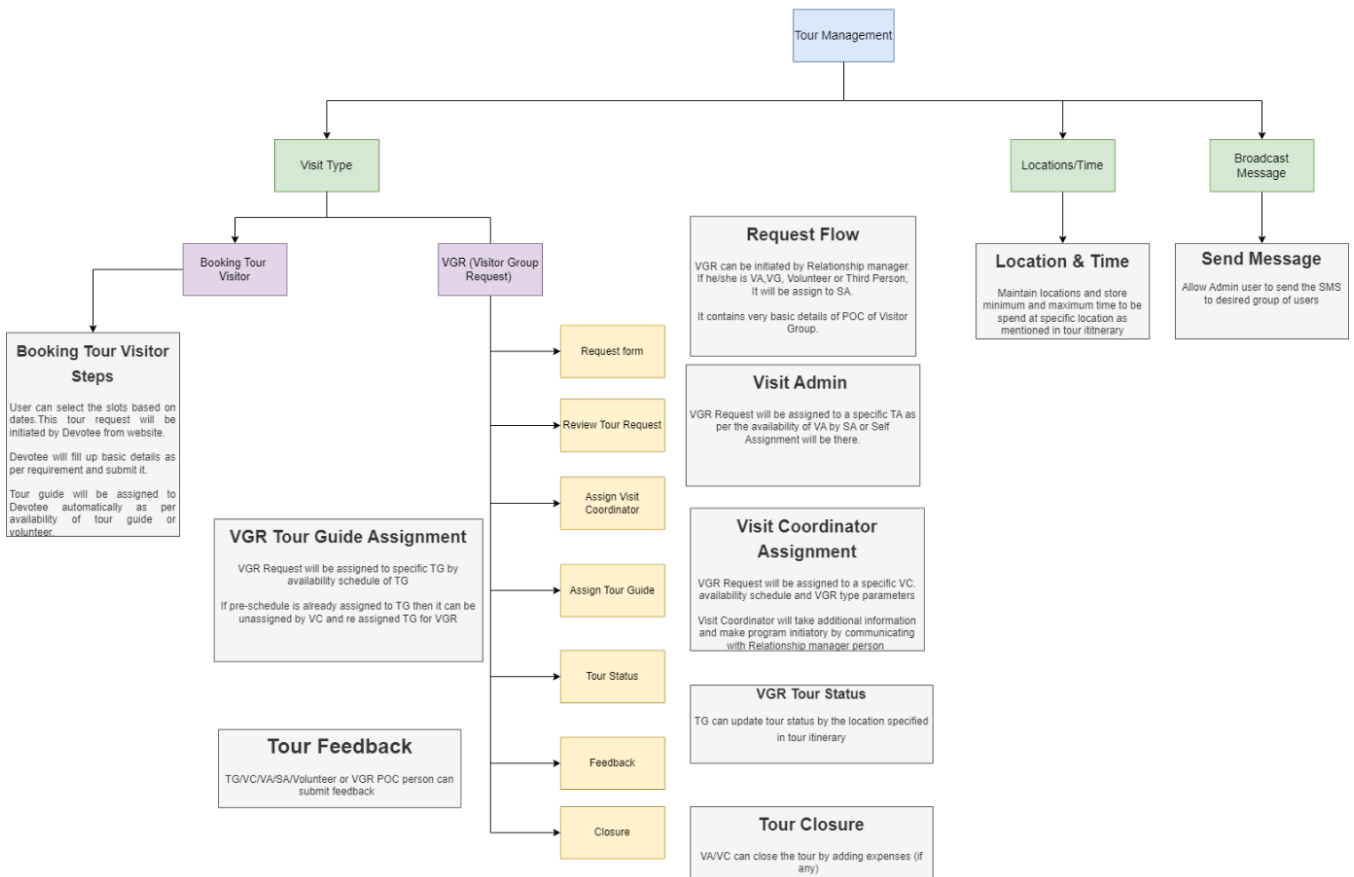 Tour Management
Visit Type
Locations/Time
Broadcast
Message
Booking Tour
Visitor
VGR (Visitor Group
Request)
Request Flow
VGR can be initiated by Relationship manager.
If he/she is VA,VG, Volunteer or Third Person,
It will be assign to SA.
It contains very basic details of POC of Visitor
Group.
Location & Time
Maintain locations and store
minimum and maximum time to be
spend at specific location as
mentioned in tour ititnerary
Send Message
Allow Admin user to send the SMS
to desired group of users
Booking Tour Visitor
Steps
User can select the slots based on
dates.This tour request will be
initiated by Devotee from website.
Devotee will fill up basic details as
per requirement and submit it.
Tour guide will be assigned to
Devotee automatically as per
availability of tour guide or
volunteer.
Request form
Visit Admin
VGR Request will be assigned to a specific TA as
per the availability of VA by SA or Self
Assignment will be there.
Review Tour Request
Assign Visit
Coordinator
VGR Tour Guide Assignment
VGR Request will be assigned to specific TG by
availability schedule of TG
If pre-schedule is already assigned to TG then it can be
unassigned by VC and re assigned TG for VGR
Visit Coordinator
Assignment
VGR Request will be assigned to a specific VC.
availability schedule and VGR type parameters
Visit Coordinator will take additional information
and make program initiatory by communicating
with Relationship manager person
Assign Tour Guide
Tour Status
VGR Tour Status
TG can update tour status by the location specified
in tour itinerary
Tour Feedback
TG/VC/VA/SA/Volunteer or VGR POC person can
submit feedback
Feedback
Closure
Tour Closure
VA/VC can close the tour by adding expenses (if
any)